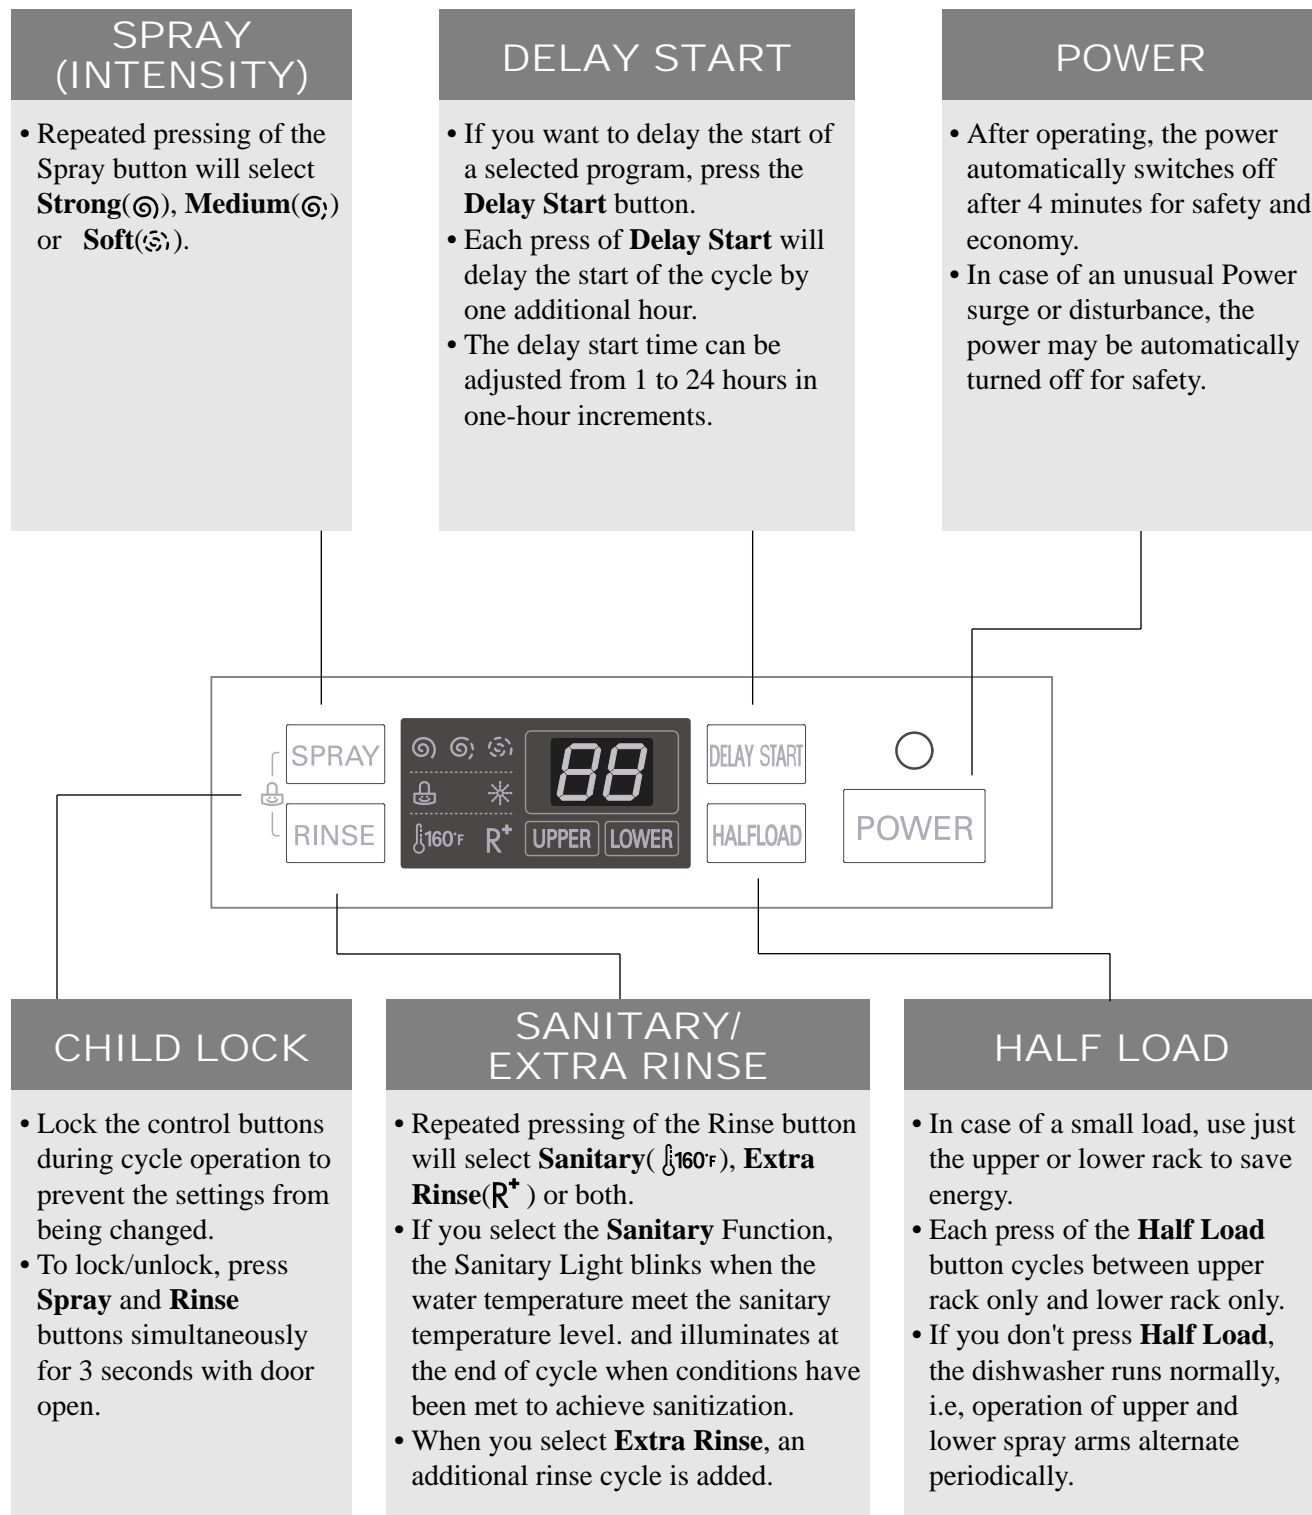 SPRAY
(INTENSITY)
• Repeated pressing of the
Spray button will select
Strong( ), Medium( )
or Soft( ).
DELAY START
• If you want to delay the start of
a selected program, press the
Delay Start button.
• Each press of Delay Start will
delay the start of the cycle by
one additional hour.
• The delay start time can be
adjusted from 1 to 24 hours in
one-hour increments.
POWER
• After operating, the power
automatically switches off
after 4 minutes for safety and
economy.
• In case of an unusual Power
surge or disturbance, the
power may be automatically
turned off for safety.
SPRAY
RINSE
88
160°F R+ UPPER LOWER
DELAY START
HALFLOAD
POWER
CHILD LOCK
• Lock the control buttons
during cycle operation to
prevent the settings from
being changed.
• To lock/unlock, press
Spray and Rinse
buttons simultaneously
for 3 seconds with door
open.
SANITARY/
EXTRA RINSE
• Repeated pressing of the Rinse button
will select Sanitary( 160°F), Extra
Rinse(R+ ) or both.
• If you select the Sanitary Function,
the Sanitary Light blinks when the
water temperature meet the sanitary
temperature level. and illuminates at
the end of cycle when conditions have
been met to achieve sanitization.
• When you select Extra Rinse, an
additional rinse cycle is added.
HALF LOAD
• In case of a small load, use just
the upper or lower rack to save
energy.
• Each press of the Half Load
button cycles between upper
rack only and lower rack only.
• If you don't press Half Load,
the dishwasher runs normally,
i.e, operation of upper and
lower spray arms alternate
periodically.